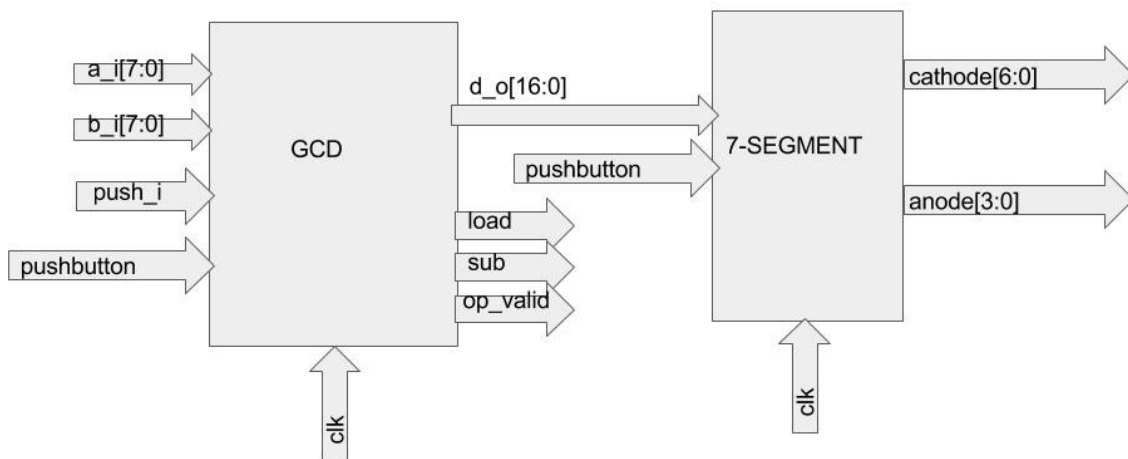 a_i[7:0]
b_i[7:0]
push_i
pushbutton
GCD
clk
d_o[16:0]
pushbutton
load
sub
op_valid
7-SEGMENT
clk
cathode[6:0]
anode[3:0]